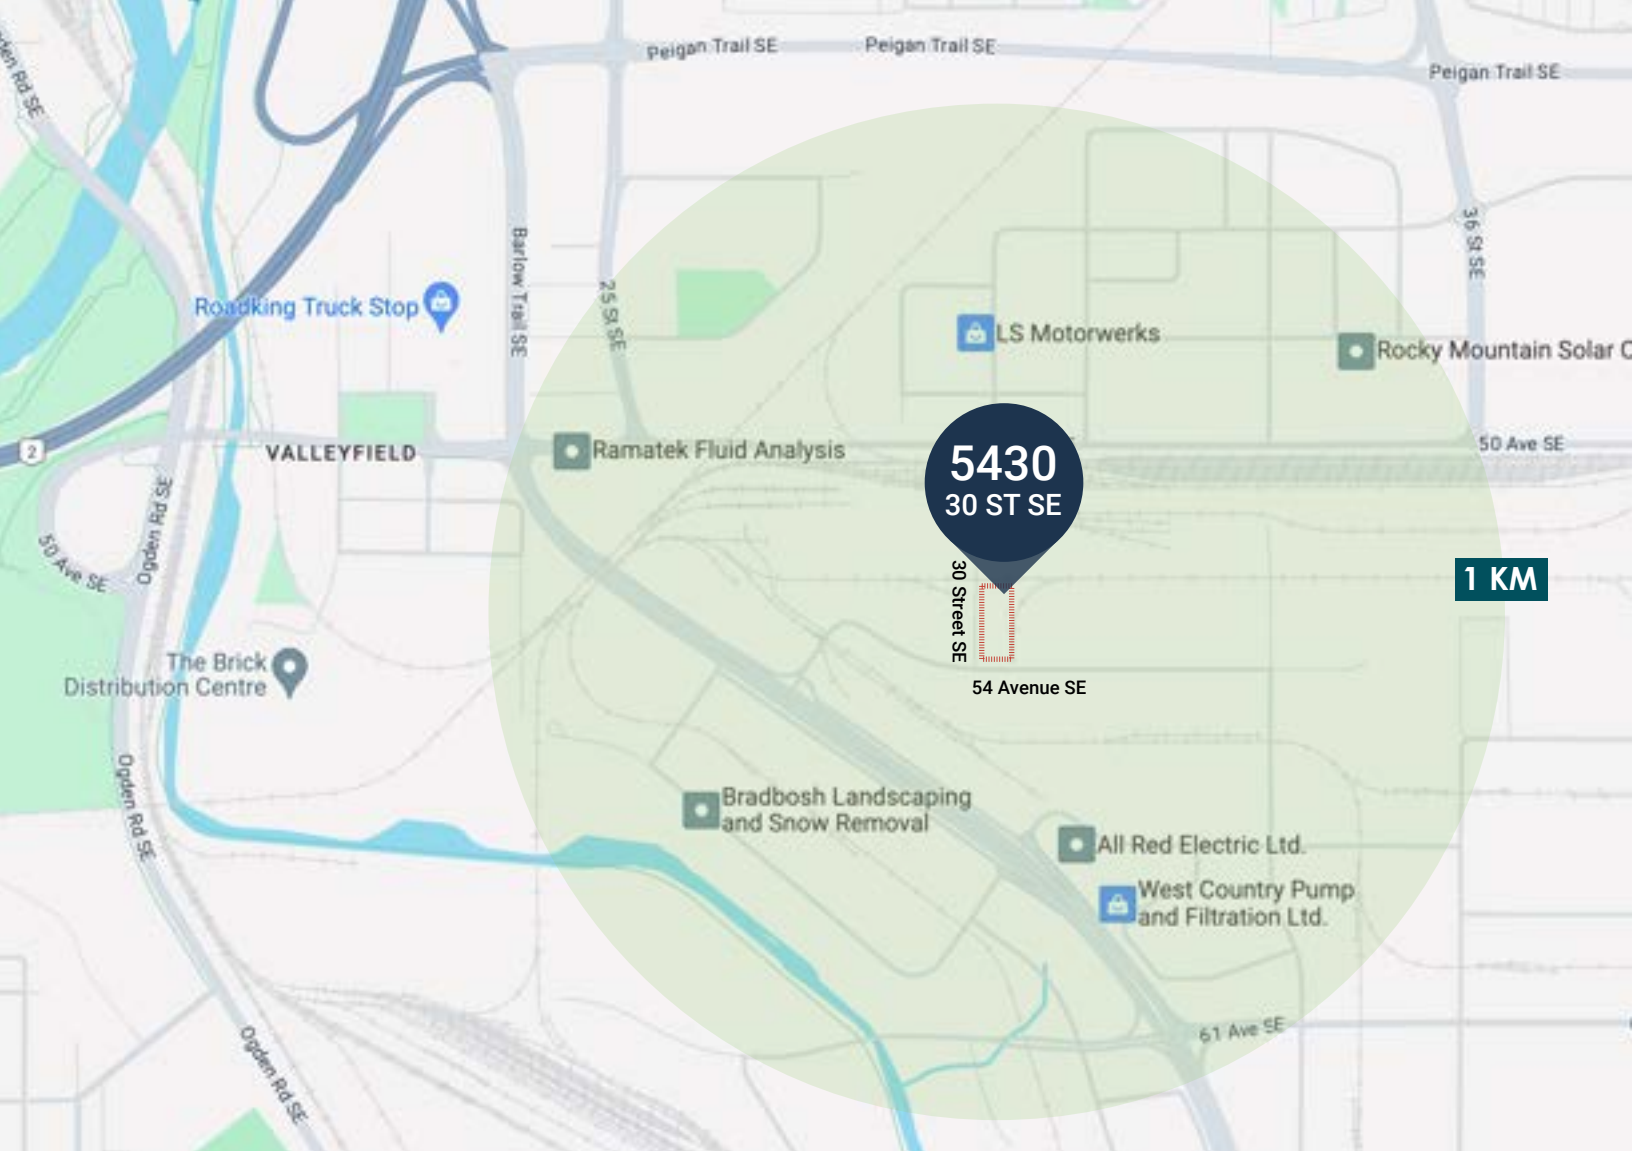 Peigan Trail SE
Peigan Trail SE
Peigan Trail SE
Ogden Rd SE
Barlow Trail SE
25 St SE
36 St SE
Roadking Truck Stop
LS Motorwerks
Rocky Mountain Solar
2
VALLEYFIELD
Ramatek Fluid Analysis
50 Ave SE
5430
30 ST SE
Ogden Rd SE
50 Ave SE
1 KM
30 Street SE
The Brick
Distribution Centre
54 Avenue SE
Ogden Rd SE
Bradbosh Landscaping
and Snow Removal
All Red Electric Ltd.
West Country Pump
and Filtration Ltd.
61 Ave SE
Ogden Rd SE